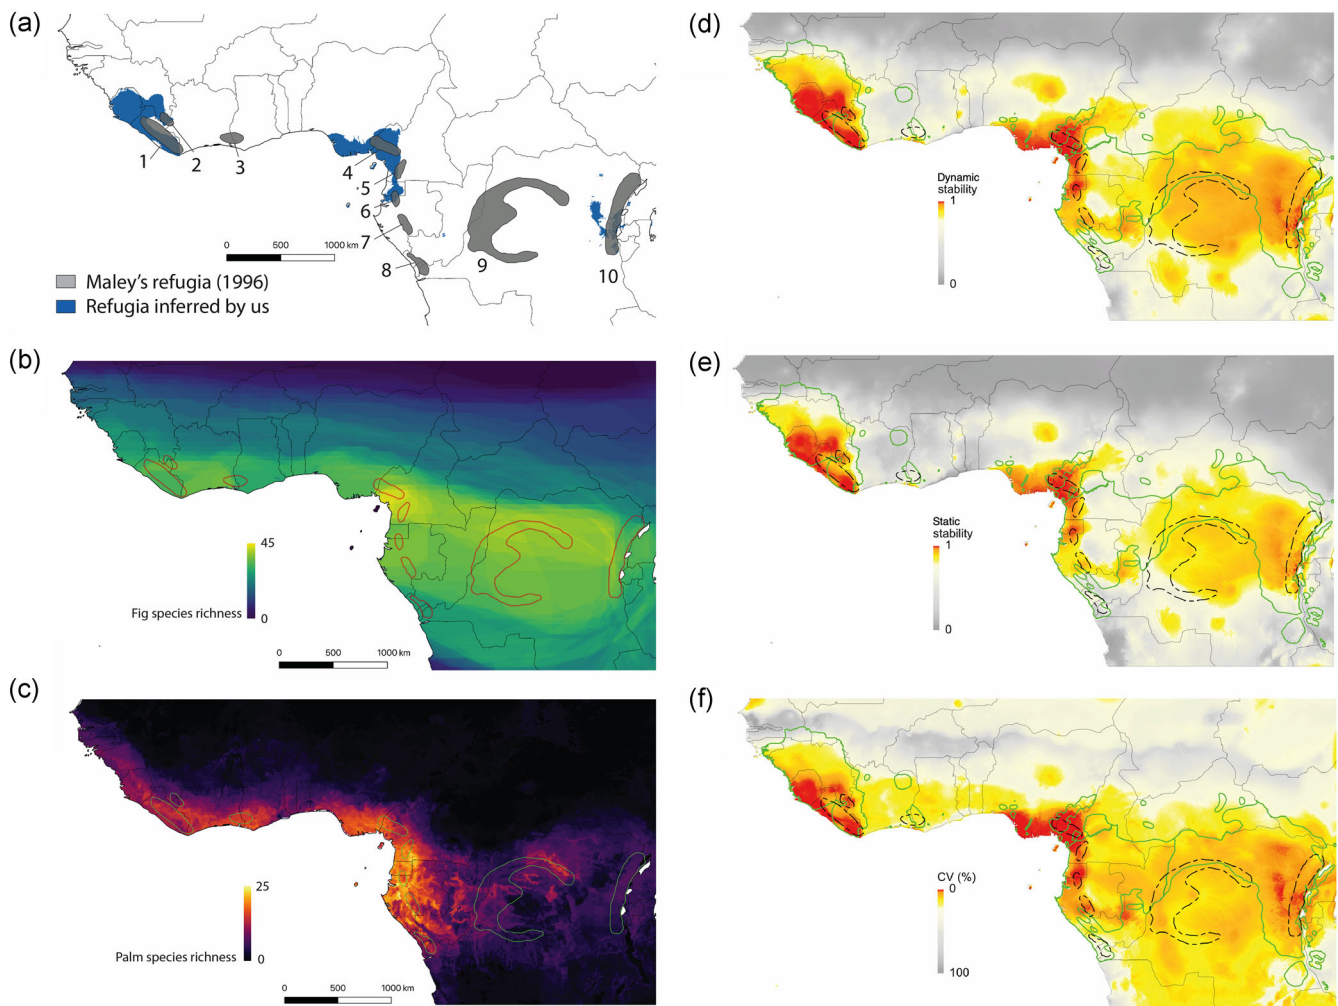 (a)
1
2
3
4
5
6
7
8
9
10
0 500 1000 km
Maley's refugia (1996)
Refugia inferred by us
(b)
45
Fig species richness
0
0 500 1000 km
(c)
25
Palm species richness
0
0 500 1000 km
(d)
Dynamic
stability
1
0
(e)
Static
stability
1
0
(f)
CV (%)
0
100